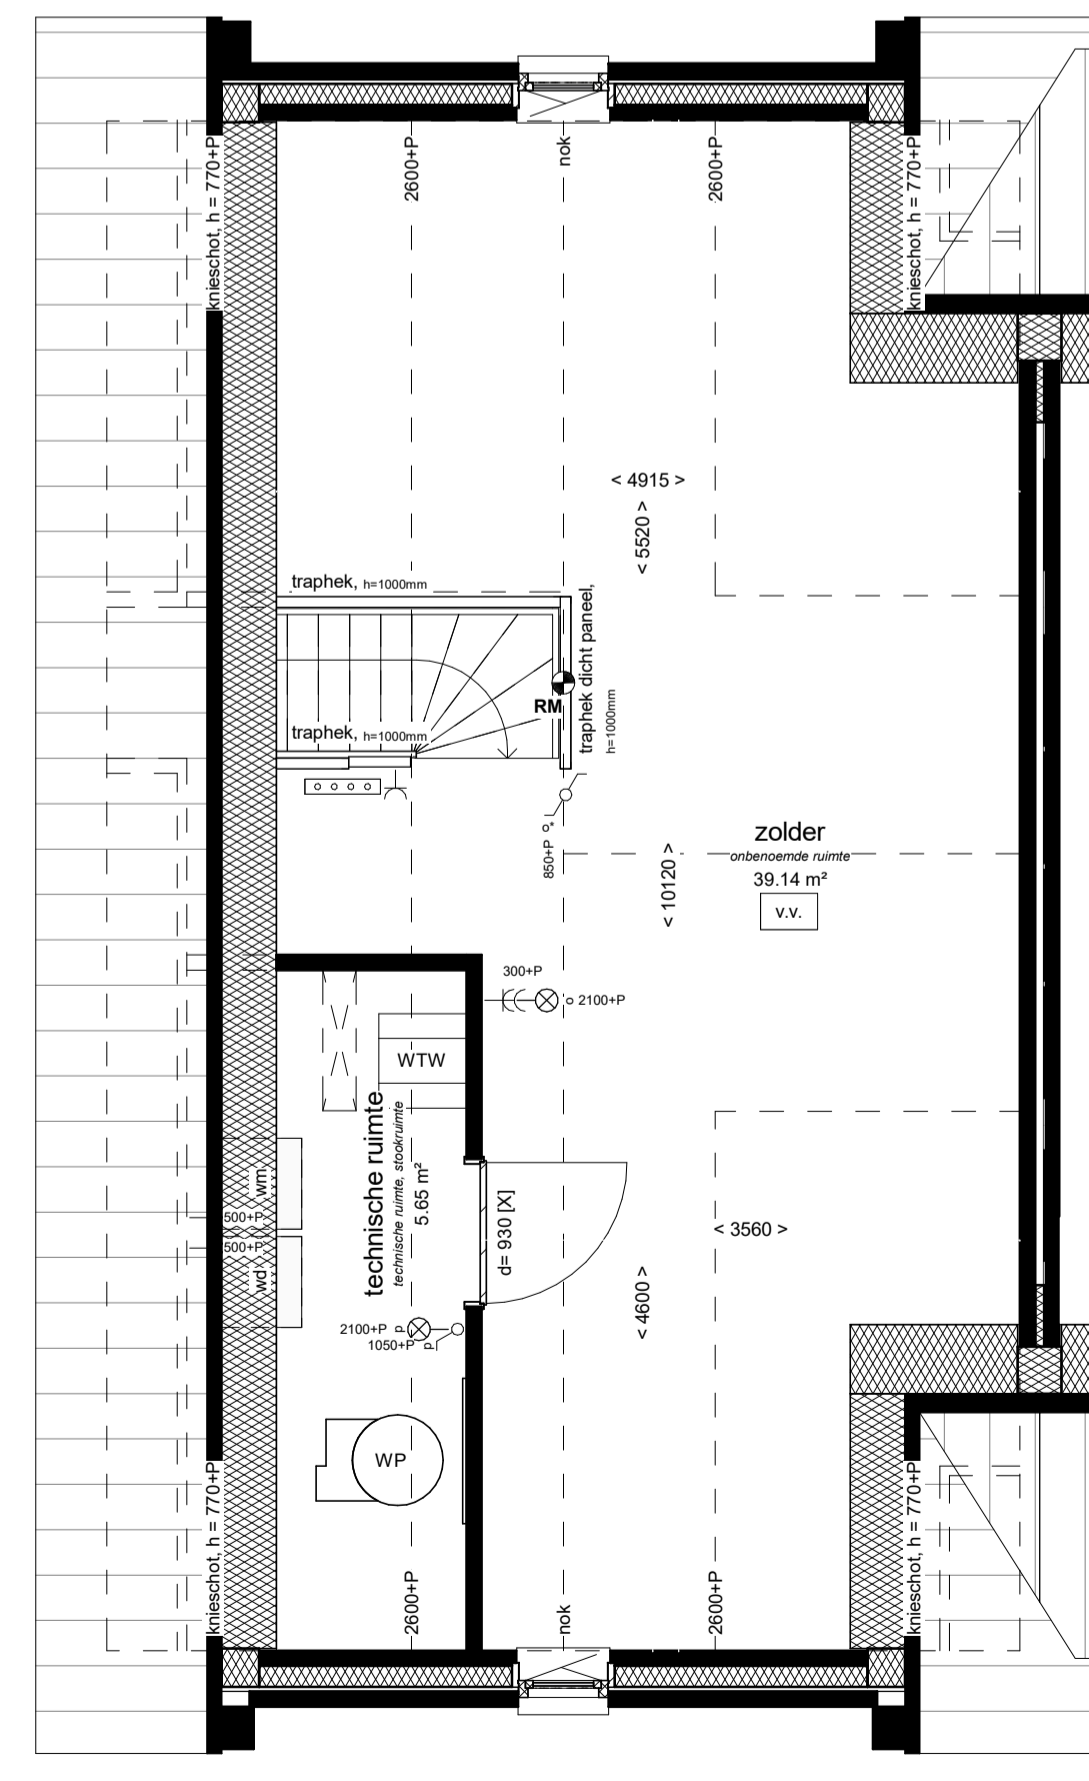 2600+P
nok
2600+P
knieschot, h = 770+P
knieschot, h = 770+P
< 4915 >
< 5520 >
traphek, h=1000mm
traphek dicht paneel,
h=1000mm
RM
traphek, h=1000mm
850+P
zolder
onbenoemde ruimte
39.14 m²
v.v.
< 10120 >
300+P
2100+P
WTW
technische ruimte
technische ruimte, stookruimte
5.65 m²
wm
500+P
500+P
wd
d= 930 [X]
< 3560 >
< 4600 >
2100+P p
1050+P p
WP
knieschot, h = 770+P
knieschot, h = 770+P
2600+P
nok
2600+P